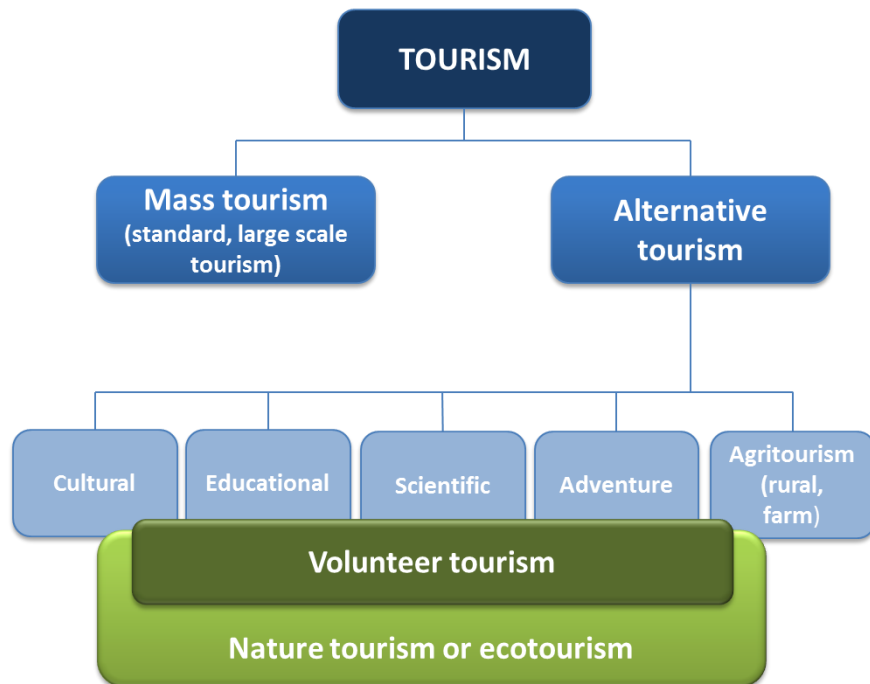 TOURISM
Mass tourism
(standard, large scale
tourism)
Alternative
tourism
Cultural
Educational
Scientific
Adventure
Agritourism
(rural,
farm)
Volunteer tourism
Nature tourism or ecotourism